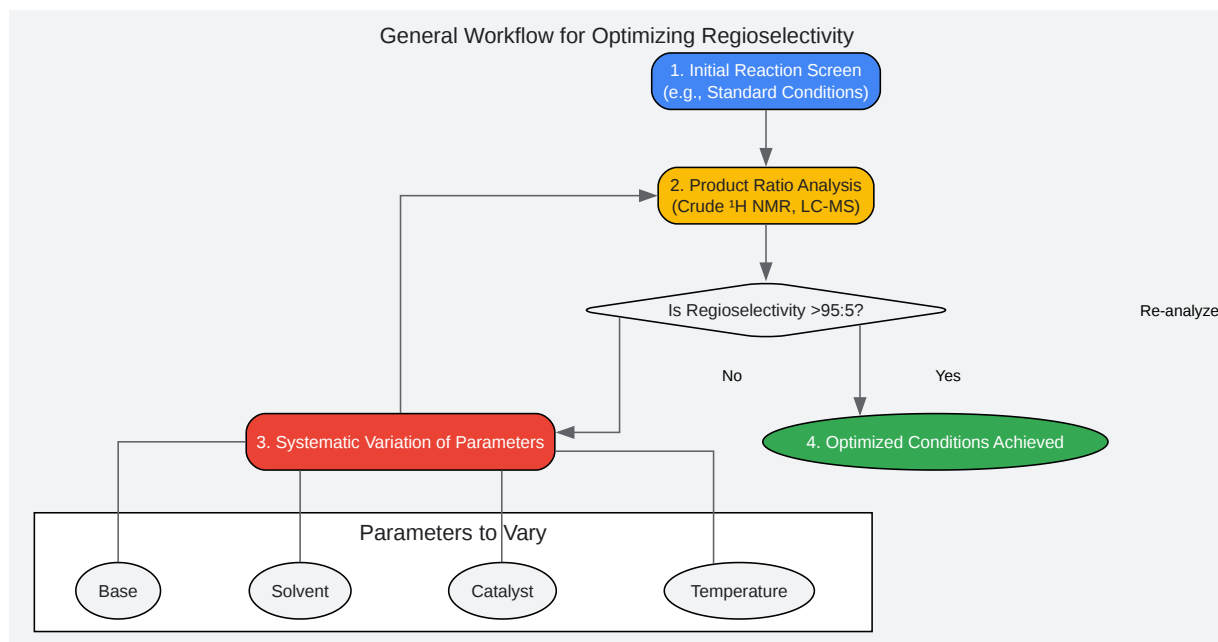 General Workflow for Optimizing Regioselectivity
1. Initial Reaction Screen
(e.g., Standard Conditions)
2. Product Ratio Analysis
(Crude ¹H NMR, LC-MS)
Is Regioselectivity >95:5?
Re-analyze
No
Yes
3. Systematic Variation of Parameters
4. Optimized Conditions Achieved
Parameters to Vary
Base
Solvent
Catalyst
Temperature